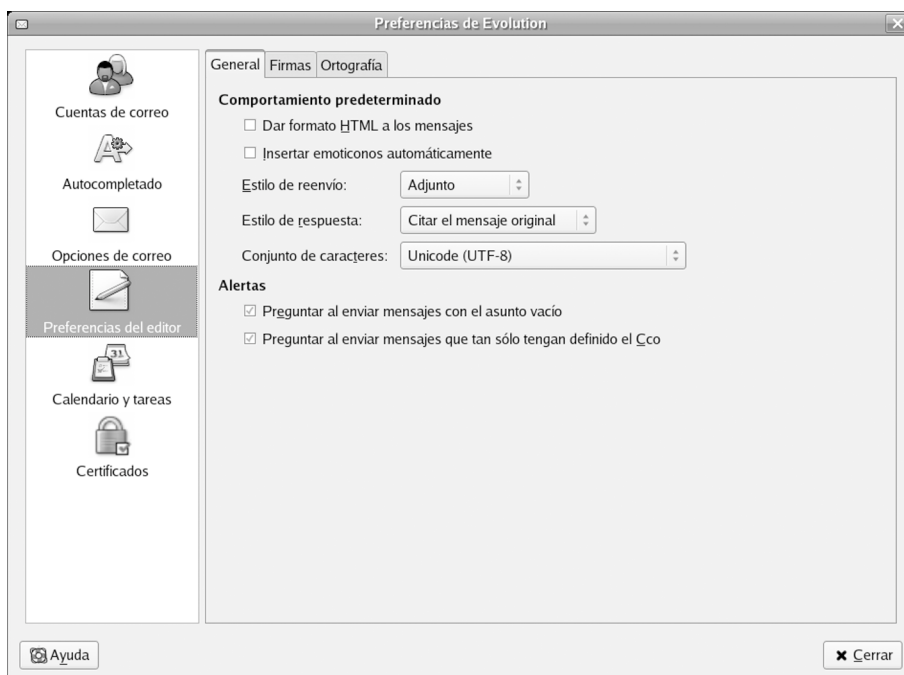 Preferencias de Evolution
Cuentas de correo
Autocompletado
Opciones de correo
Preferencias del editor
Calendario y tareas
31
Certificados
General Firmas Ortografía
Comportamiento predeterminado
Dar formato HTML a los mensajes
Insertar emoticonos automáticamente
Estilo de reenvío: Adjunto
Estilo de respuesta: Citar el mensaje original
Conjunto de caracteres: Unicode (UTF-8)
Alertas
Preguntar al enviar mensajes con el asunto vacío
Preguntar al enviar mensajes que tan sólo tengan definido el Cco
Ayuda
Cerrar